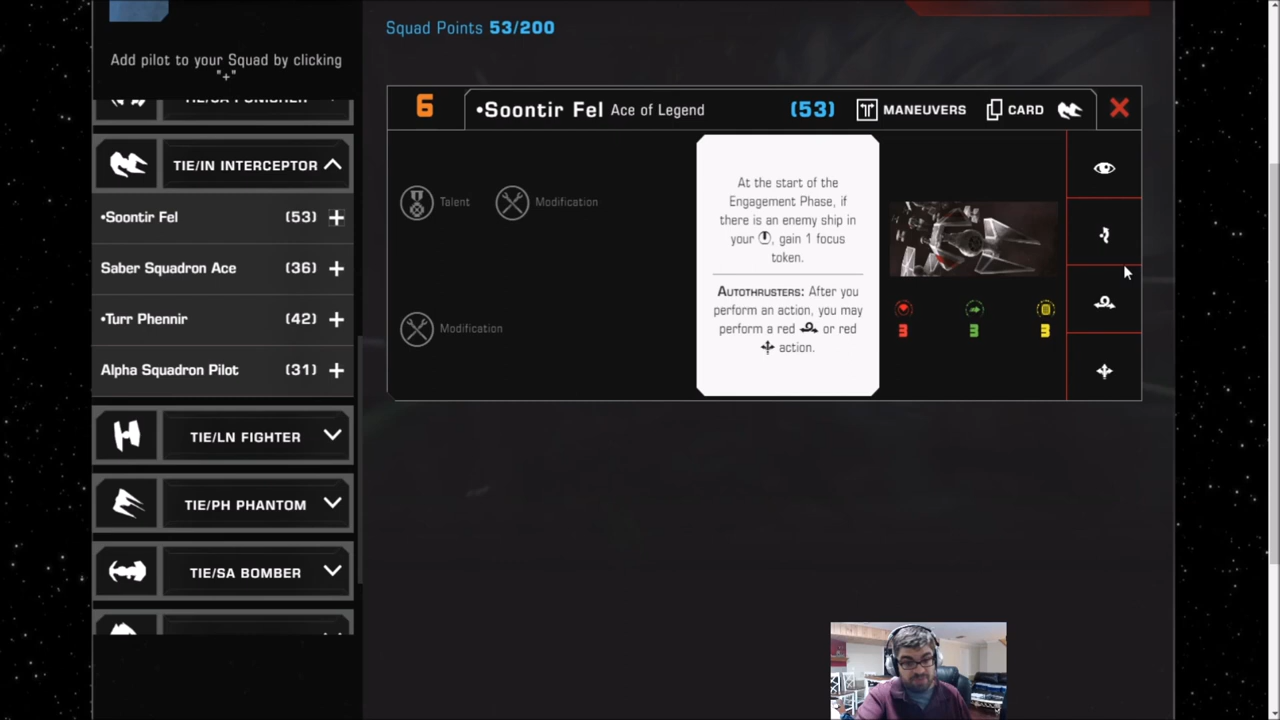 Squad Points 53/200
Add pilot to your Squad by clicking
"+"
TIE/SA PUNISHER
TIE/IN INTERCEPTOR
•Soontir Fel (53) +
Saber Squadron Ace (36) +
•Turr Phennir (42) +
Alpha Squadron Pilot (31) +
TIE/LN FIGHTER
TIE/PH PHANTOM
TIE/SA BOMBER
6 •Soontir Fel Ace of Legend (53) MANEUVERS CARD
Talent Modification
Modification
At the start of the
Engagement Phase, if
there is an enemy ship in
your , gain 1 focus
token.
AUTOTHRUSTERS: After you
perform an action, you may
perform a red or red
action.
3 3 3